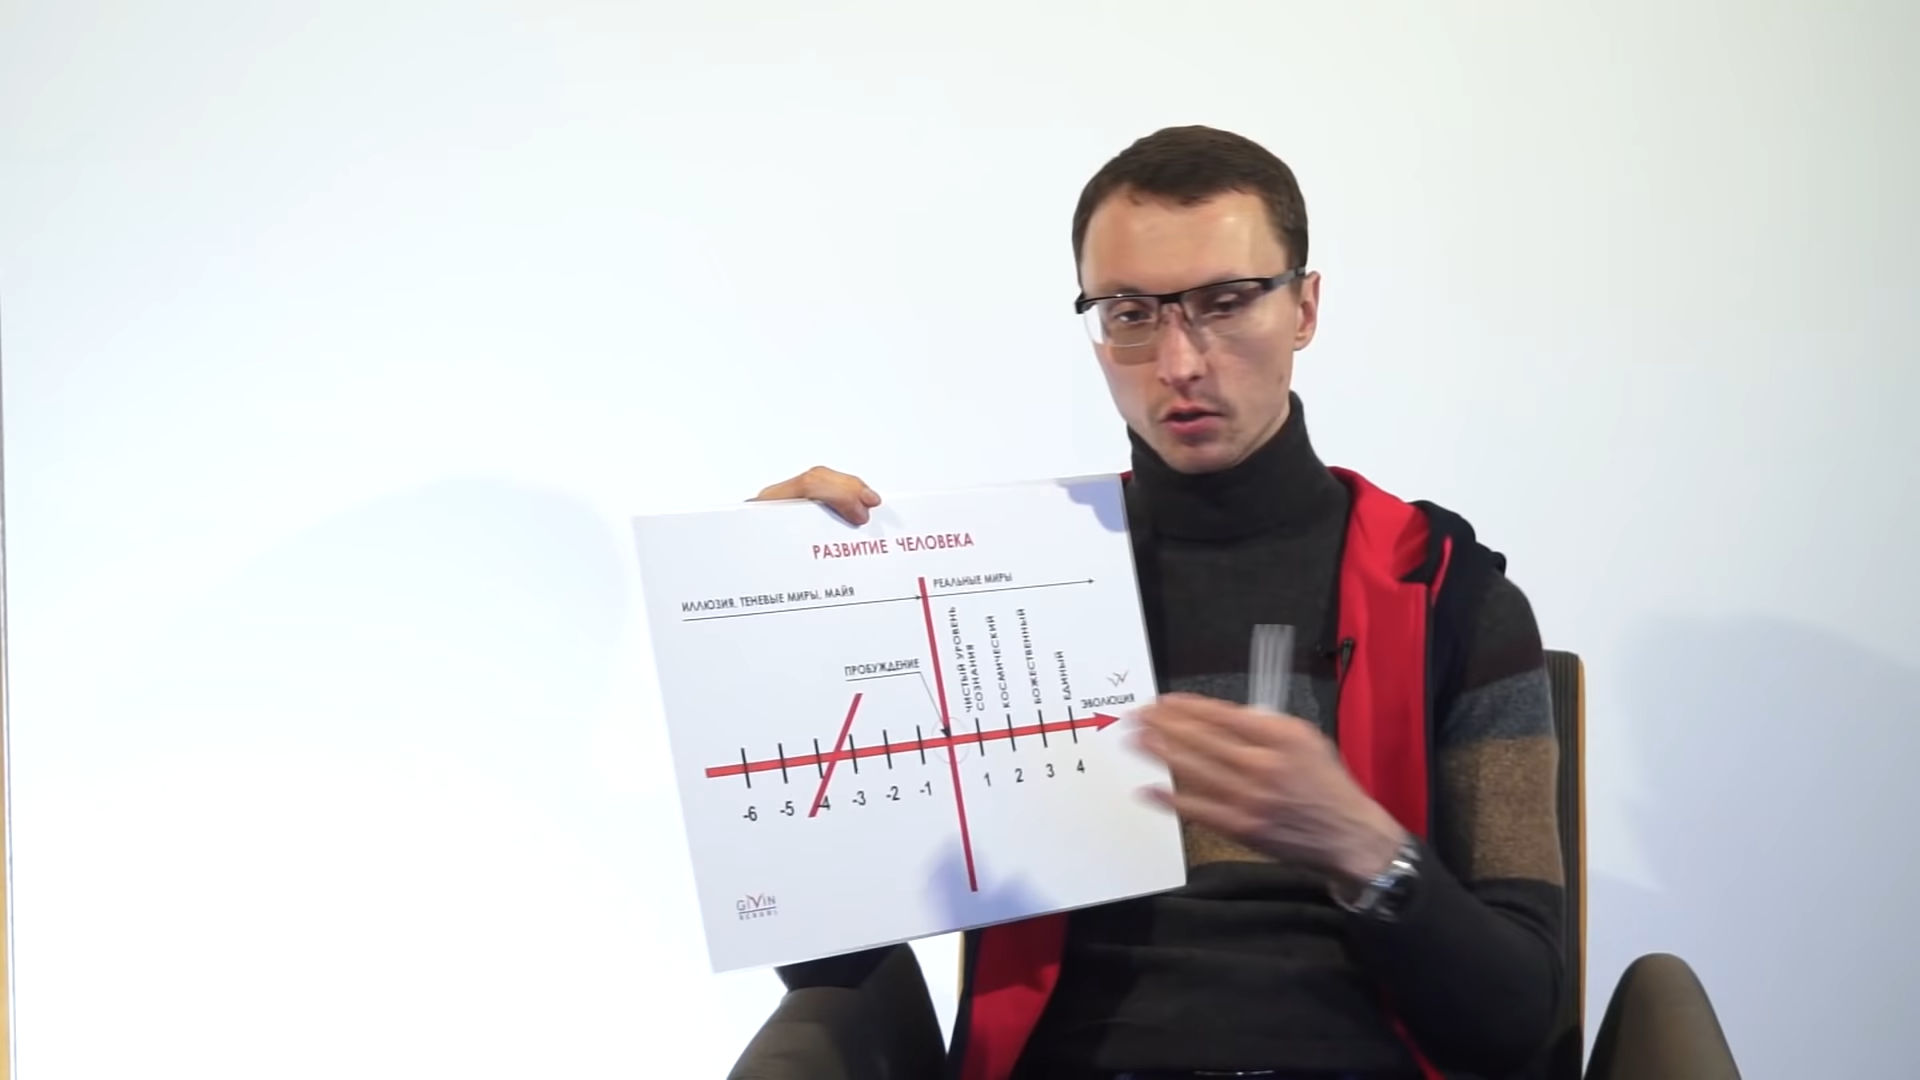 РАЗВИТИЕ ЧЕЛОВЕКА
ИЛЛЮЗИЯ, ТЕНЕВЫЕ МИРЫ, МАЙЯ
РЕАЛЬНЫЕ МИРЫ
ПРОБУЖДЕНИЕ
ЧИСТЫЙ УРОВЕНЬ
СОЗНАНИЯ
КОСМИЧЕСКИЙ
БОЖЕСТВЕННЫЙ
ЕДИНЫЙ
ЭВОЛЮЦИЯ
-6 -5 -4 -3 -2 -1 1 2 3 4
GIVIN
SCHOOL